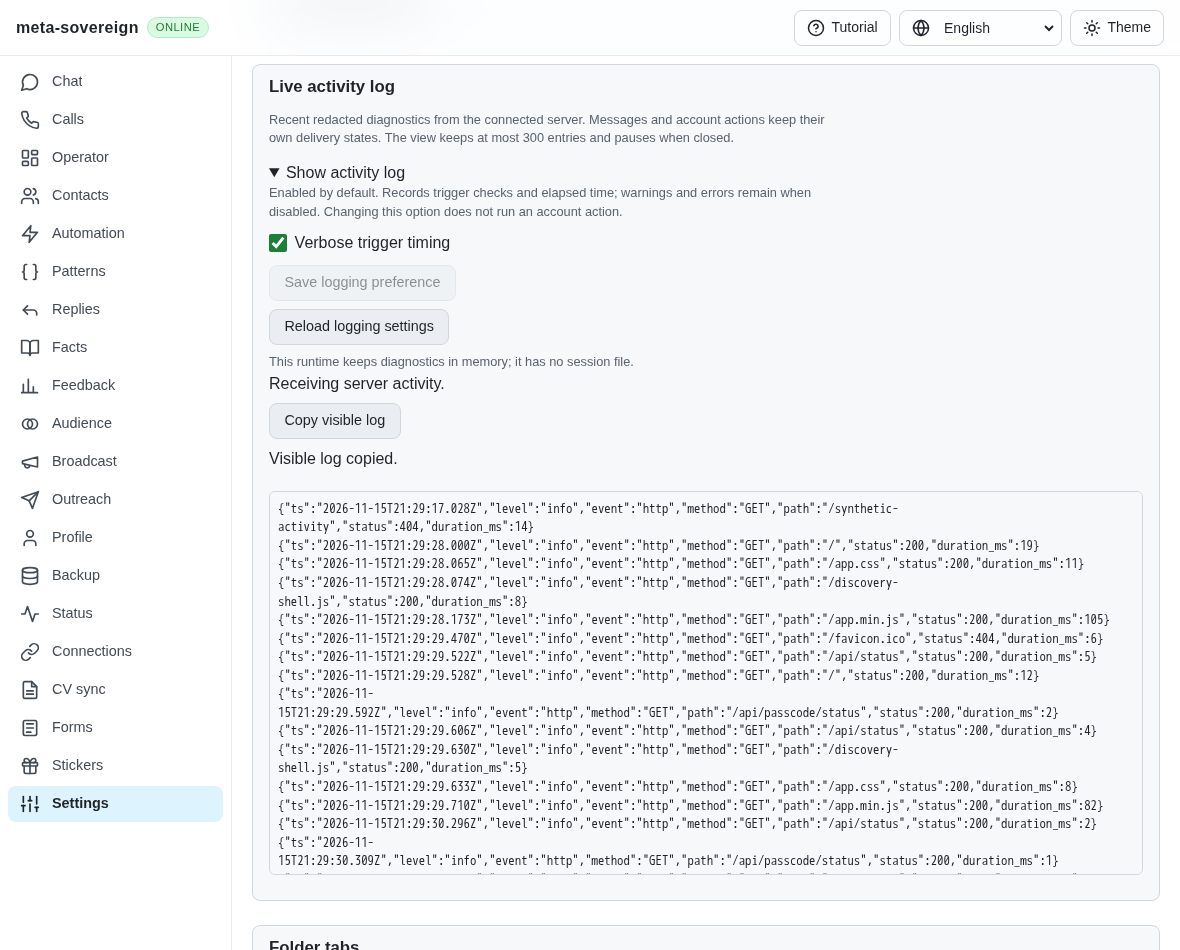 meta-sovereign ONLINE Tutorial English Theme
Chat
Calls
Operator
Contacts
Automation
Patterns
Replies
Facts
Feedback
Audience
Broadcast
Outreach
Profile
Backup
Status
Connections
CV sync
Forms
Stickers
Settings
Live activity log
Recent redacted diagnostics from the connected server. Messages and account actions keep their
own delivery states. The view keeps at most 300 entries and pauses when closed.
Show activity log
Enabled by default. Records trigger checks and elapsed time; warnings and errors remain when
disabled. Changing this option does not run an account action.
Verbose trigger timing
Save logging preference
Reload logging settings
This runtime keeps diagnostics in memory; it has no session file.
Receiving server activity.
Copy visible log
Visible log copied.
{"ts":"2026-11-15T21:29:17.028Z","level":"info","event":"http","method":"GET","path":"/synthetic-
activity","status":404,"duration_ms":14}
{"ts":"2026-11-15T21:29:28.000Z","level":"info","event":"http","method":"GET","path":"/","status":200,"duration_ms":19}
{"ts":"2026-11-15T21:29:28.065Z","level":"info","event":"http","method":"GET","path":"/app.css","status":200,"duration_ms":11}
{"ts":"2026-11-15T21:29:28.074Z","level":"info","event":"http","method":"GET","path":"/discovery-
shell.js","status":200,"duration_ms":8}
{"ts":"2026-11-15T21:29:28.173Z","level":"info","event":"http","method":"GET","path":"/app.min.js","status":200,"duration_ms":105}
{"ts":"2026-11-15T21:29:29.470Z","level":"info","event":"http","method":"GET","path":"/favicon.ico","status":404,"duration_ms":6}
{"ts":"2026-11-15T21:29:29.522Z","level":"info","event":"http","method":"GET","path":"/api/status","status":200,"duration_ms":5}
{"ts":"2026-11-15T21:29:29.528Z","level":"info","event":"http","method":"GET","path":"/","status":200,"duration_ms":12}
{"ts":"2026-11-
15T21:29:29.592Z","level":"info","event":"http","method":"GET","path":"/api/passcode/status","status":200,"duration_ms":2}
{"ts":"2026-11-15T21:29:29.606Z","level":"info","event":"http","method":"GET","path":"/api/status","status":200,"duration_ms":4}
{"ts":"2026-11-15T21:29:29.630Z","level":"info","event":"http","method":"GET","path":"/discovery-
shell.js","status":200,"duration_ms":5}
{"ts":"2026-11-15T21:29:29.633Z","level":"info","event":"http","method":"GET","path":"/app.css","status":200,"duration_ms":8}
{"ts":"2026-11-15T21:29:29.710Z","level":"info","event":"http","method":"GET","path":"/app.min.js","status":200,"duration_ms":82}
{"ts":"2026-11-15T21:29:30.296Z","level":"info","event":"http","method":"GET","path":"/api/status","status":200,"duration_ms":2}
{"ts":"2026-11-
15T21:29:30.309Z","level":"info","event":"http","method":"GET","path":"/api/passcode/status","status":200,"duration_ms":1}
Folder tabs